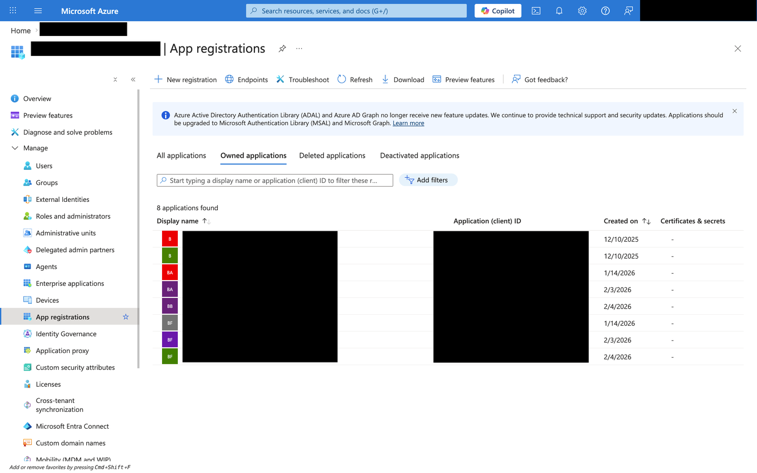 Microsoft Azure
Search resources, services, and docs (G+/)
Copilot
Home
| App registrations
New registration
Endpoints
Troubleshoot
Refresh
Download
Preview features
Got feedback?
Overview
Preview features
Diagnose and solve problems
Manage
Users
Groups
External Identities
Roles and administrators
Administrative units
Delegated admin partners
Agents
Enterprise applications
Devices
App registrations
Identity Governance
Application proxy
Custom security attributes
Licenses
Cross-tenant
synchronization
Microsoft Entra Connect
Custom domain names
Mobility (MDM and WIP)
Add or remove favorites by pressing Cmd+Shift+F
Azure Active Directory Authentication Library (ADAL) and Azure AD Graph no longer receive new feature updates. We continue to provide technical support and security updates. Applications should
be upgraded to Microsoft Authentication Library (MSAL) and Microsoft Graph. Learn more
All applications
Owned applications
Deleted applications
Deactivated applications
Start typing a display name or application (client) ID to filter these r...
Add filters
8 applications found
Display name
Application (client) ID
Created on
Certificates & secrets
B 12/10/2025 -
B 12/10/2025 -
BA 1/14/2026 -
BA 2/3/2026 -
BB 2/4/2026 -
BF 1/14/2026 -
BF 2/3/2026 -
BF 2/4/2026 -